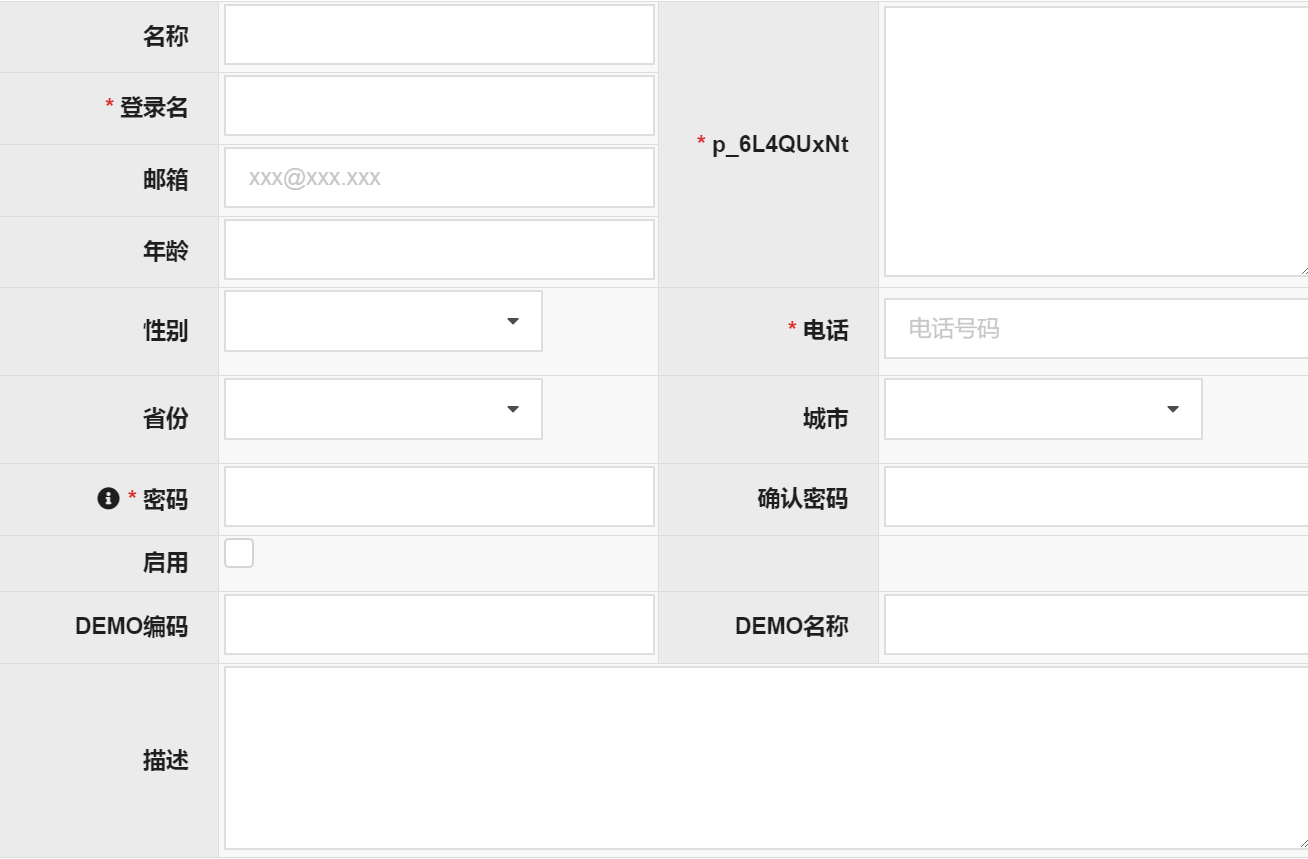 名称
* 登录名
邮箱
xxx@xxx.xxx
年龄
* p_6L4QUxNt
性别
* 电话
电话号码
省份
城市
* 密码
确认密码
启用
DEMO编码
DEMO名称
描述